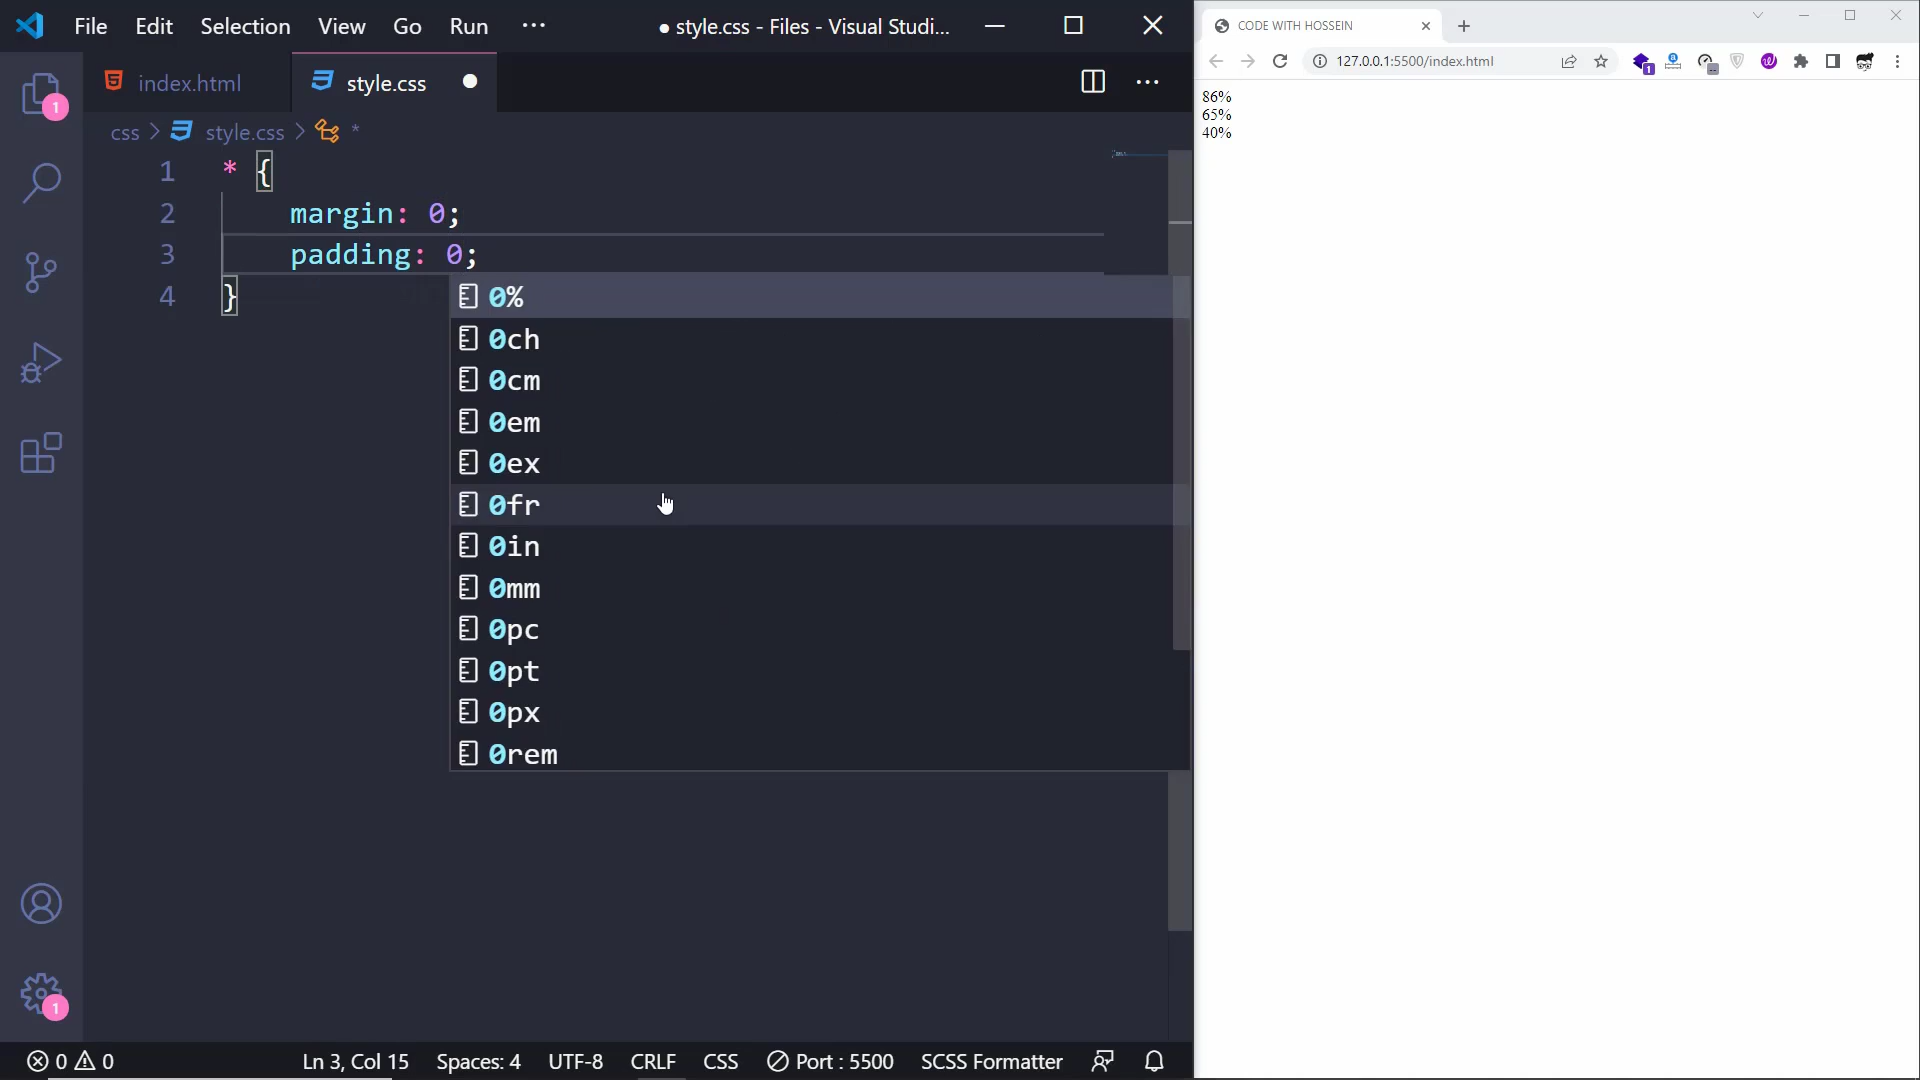 File Edit Selection View Go Run ···
● style.css - Files - Visual Studi...
index.html
style.css ●
css > style.css > *
1 * {
2 margin: 0;
3 padding: 0;
4 }
0%
0ch
0cm
0em
0ex
0fr
0in
0mm
0pc
0pt
0px
0rem
1
1
0 0 Ln 3, Col 15 Spaces: 4 UTF-8 CRLF CSS Port : 5500 SCSS Formatter
CODE WITH HOSSEIN
127.0.0.1:5500/index.html
1
86%
65%
40%